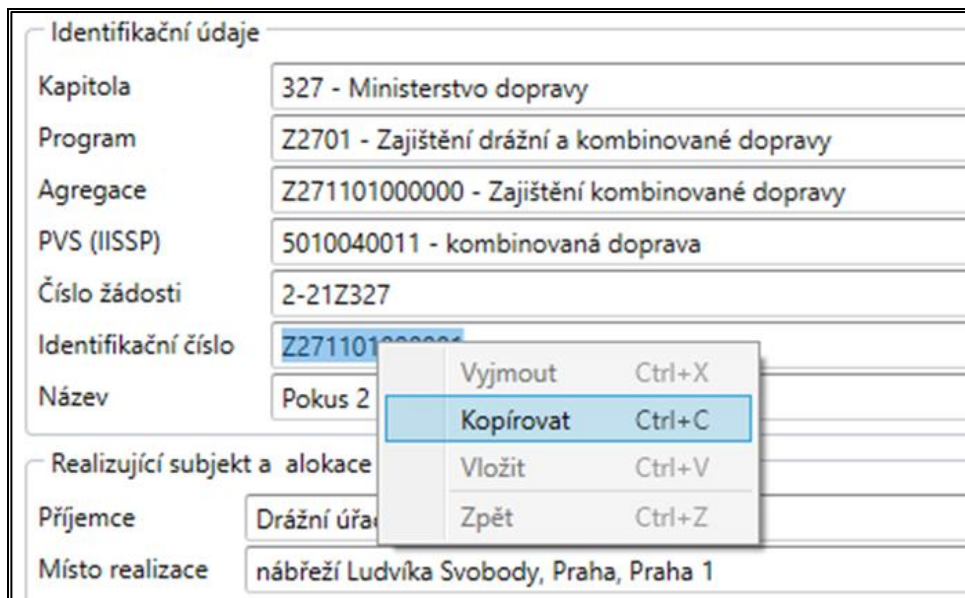 Identifikační údaje
Kapitola 327 - Ministerstvo dopravy
Program Z2701 - Zajištění drážní a kombinované dopravy
Agregace Z271101000000 - Zajištění kombinované dopravy
PVS (IISSP) 5010040011 - kombinovaná doprava
Číslo žádosti 2-21Z327
Identifikační číslo
Vyjmout Ctrl+X
Název Pokus 2
Kopírovat Ctrl+C
Realizující subjekt a alokace
Vložit Ctrl+V
Příjemce Drážní
Zpět Ctrl+Z
Místo realizace nábřeží Ludvíka Svobody, Praha, Praha 1